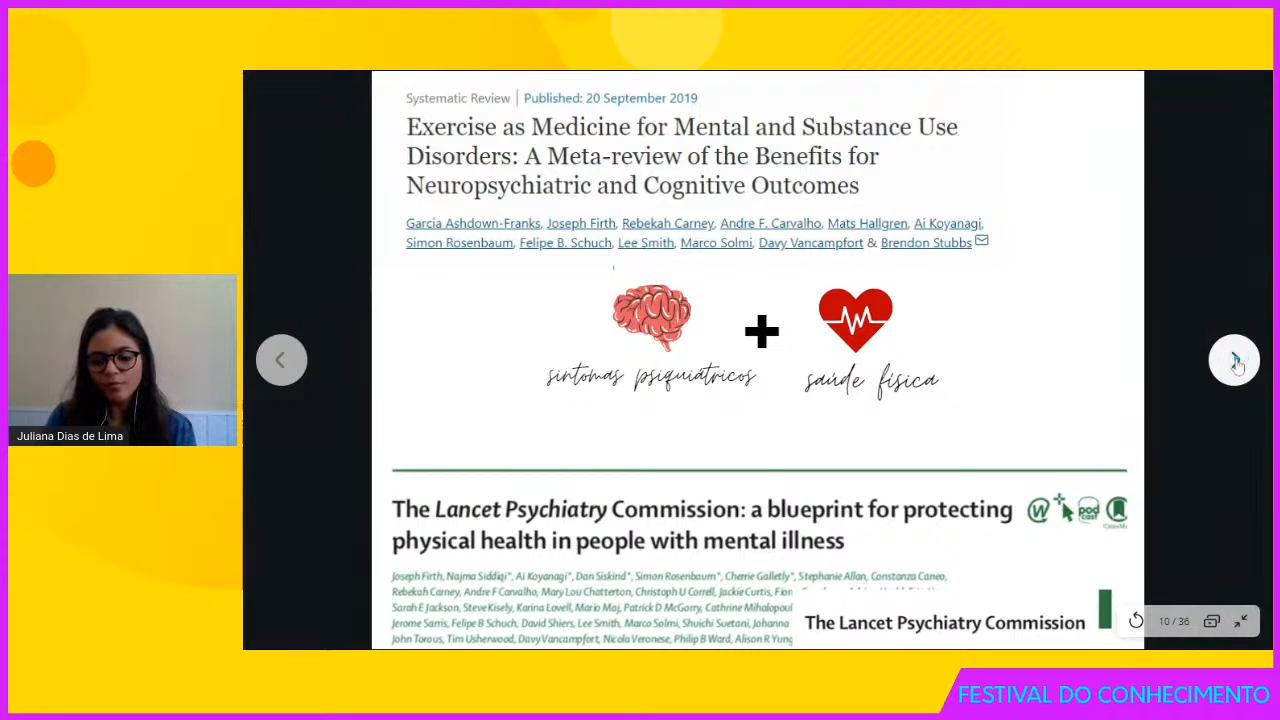 Systematic Review | Published: 20 September 2019
Exercise as Medicine for Mental and Substance Use
Disorders: A Meta-review of the Benefits for
Neuropsychiatric and Cognitive Outcomes
Garcia Ashdown-Franks, Joseph Firth, Rebekah Carney, Andre F. Carvalho, Mats Hallgren, Ai Koyanagi,
Simon Rosenbaum, Felipe B. Schuch, Lee Smith, Marco Solmi, Davy Vancampfort & Brendon Stubbs
sintomas psiquiátricos
saúde física
Juliana Dias de Lima
The Lancet Psychiatry Commission: a blueprint for protecting
physical health in people with mental illness
Joseph Firth, Najma Siddiqi*, Ai Koyanagi*, Dan Siskind*, Simon Rosenbaum*, Cherrie Galletly*, Stephanie Allan, Constanza Caneo,
Rebekah Carney, Andre F Carvalho, Mary Lou Chatterton, Christoph U Correll, Jackie Curtis,
Sarah E Jackson, Steve Kisely, Karina Lovell, Mario Maj, Patrick D McGorry, Cathrine Mihalopoul
Jerome Sarris, Felipe B Schuch, David Shiers, Lee Smith, Marco Solmi, Shuichi Suetani, Johanna
John Torous, Tim Usherwood, Davy Vancampfort, Nicola Veronese, Philip B Ward, Alison R Yung
The Lancet Psychiatry Commission
10 / 36
FESTIVAL DO CONHECIMENTO